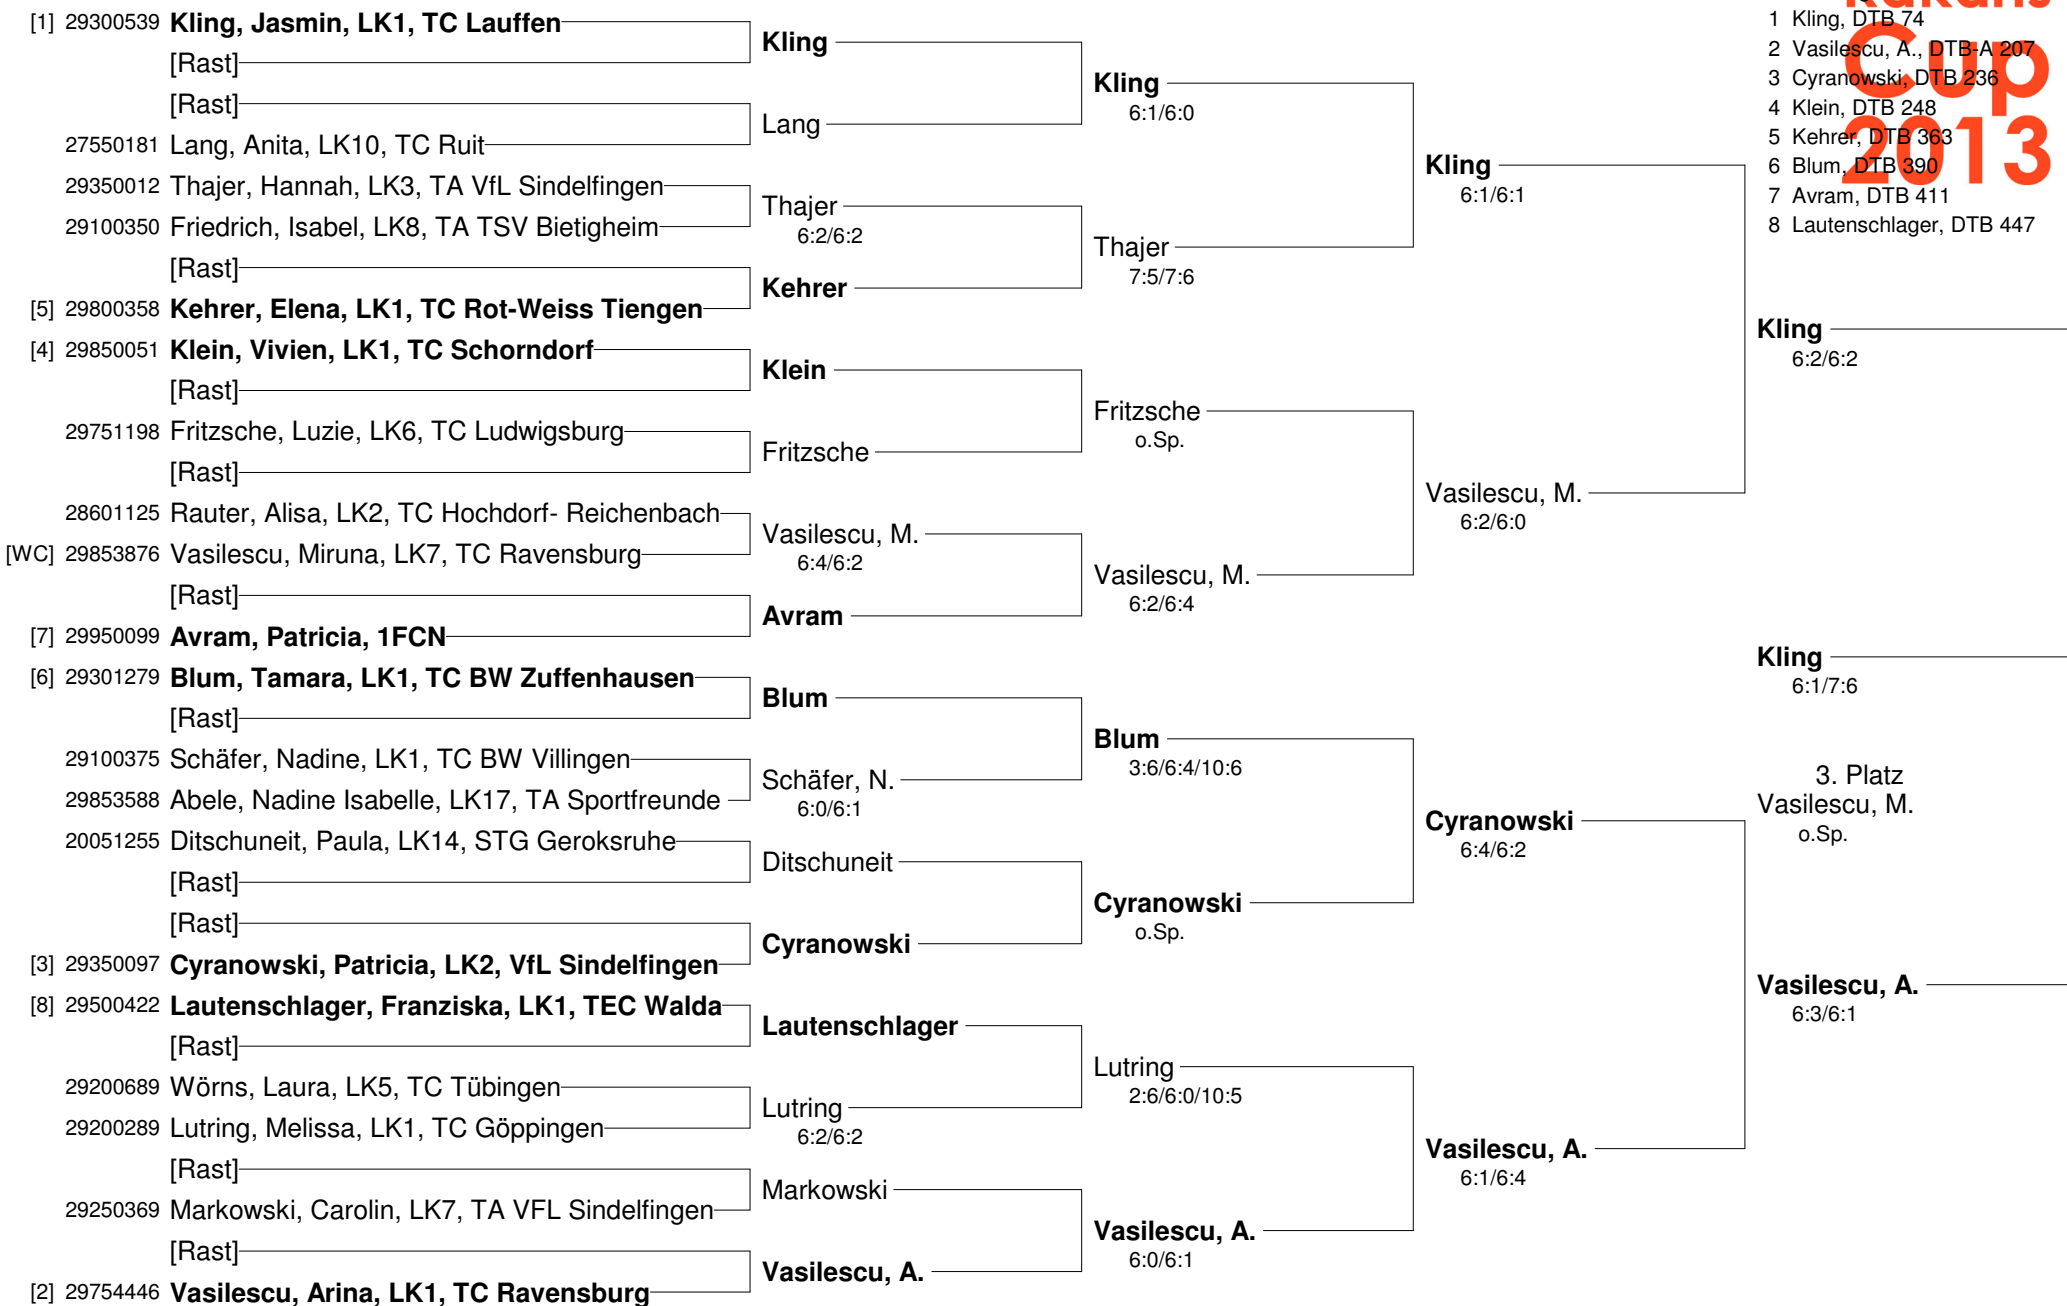 [1] 29300539 Kling, Jasmin, LK1, TC Lauffen
[Rast]
[Rast]
27550181 Lang, Anita, LK10, TC Ruit
29350012 Thajer, Hannah, LK3, TA VfL Sindelfingen
29100350 Friedrich, Isabel, LK8, TA TSV Bietigheim
[Rast]
[5] 29800358 Kehrer, Elena, LK1, TC Rot-Weiss Tiengen
[4] 29850051 Klein, Vivien, LK1, TC Schorndorf
[Rast]
29751198 Fritzsche, Luzie, LK6, TC Ludwigsburg
[Rast]
28601125 Rauter, Alisa, LK2, TC Hochdorf- Reichenbach
[WC] 29853876 Vasilescu, Miruna, LK7, TC Ravensburg
[Rast]
[7] 29950099 Avram, Patricia, 1FCN
[6] 29301279 Blum, Tamara, LK1, TC BW Zuffenhausen
[Rast]
29100375 Schäfer, Nadine, LK1, TC BW Villingen
29853588 Abele, Nadine Isabelle, LK17, TA Sportfreunde
20051255 Ditschuneit, Paula, LK14, STG Geroksruhe
[Rast]
[Rast]
[3] 29350097 Cyranowski, Patricia, LK2, VfL Sindelfingen
[8] 29500422 Lautenschlager, Franziska, LK1, TEC Walda
[Rast]
29200689 Wörns, Laura, LK5, TC Tübingen
29200289 Lutring, Melissa, LK1, TC Göppingen
[Rast]
29250369 Markowski, Carolin, LK7, TA VFL Sindelfingen
[Rast]
[2] 29754446 Vasilescu, Arina, LK1, TC Ravensburg
Kling
Lang
Thajer
6:2/6:2
Kehrer
Klein
Fritzsche
Vasilescu, M.
6:4/6:2
Avram
Blum
Schäfer, N.
6:0/6:1
Ditschuneit
Cyranowski
Lautenschlager
Lutring
6:2/6:2
Markowski
Vasilescu, A.
Kling
6:1/6:0
Thajer
7:5/7:6
Fritzsche
o.Sp.
Vasilescu, M.
6:2/6:4
Blum
3:6/6:4/10:6
Cyranowski
o.Sp.
Lutring
2:6/6:0/10:5
Vasilescu, A.
6:0/6:1
Kling
6:1/6:1
Vasilescu, M.
6:2/6:0
Cyranowski
6:4/6:2
Vasilescu, A.
6:1/6:4
Kling
6:2/6:2
Kling
6:1/7:6
3. Platz
Vasilescu, M.
o.Sp.
Vasilescu, A.
6:3/6:1
1 Kling, DTB 74
2 Vasilescu, A., DTB-A 207
3 Cyranowski, DTB 236
4 Klein, DTB 248
5 Kehrer, DTB 363
6 Blum, DTB 390
7 Avram, DTB 411
8 Lautenschlager, DTB 447
Cup
2013